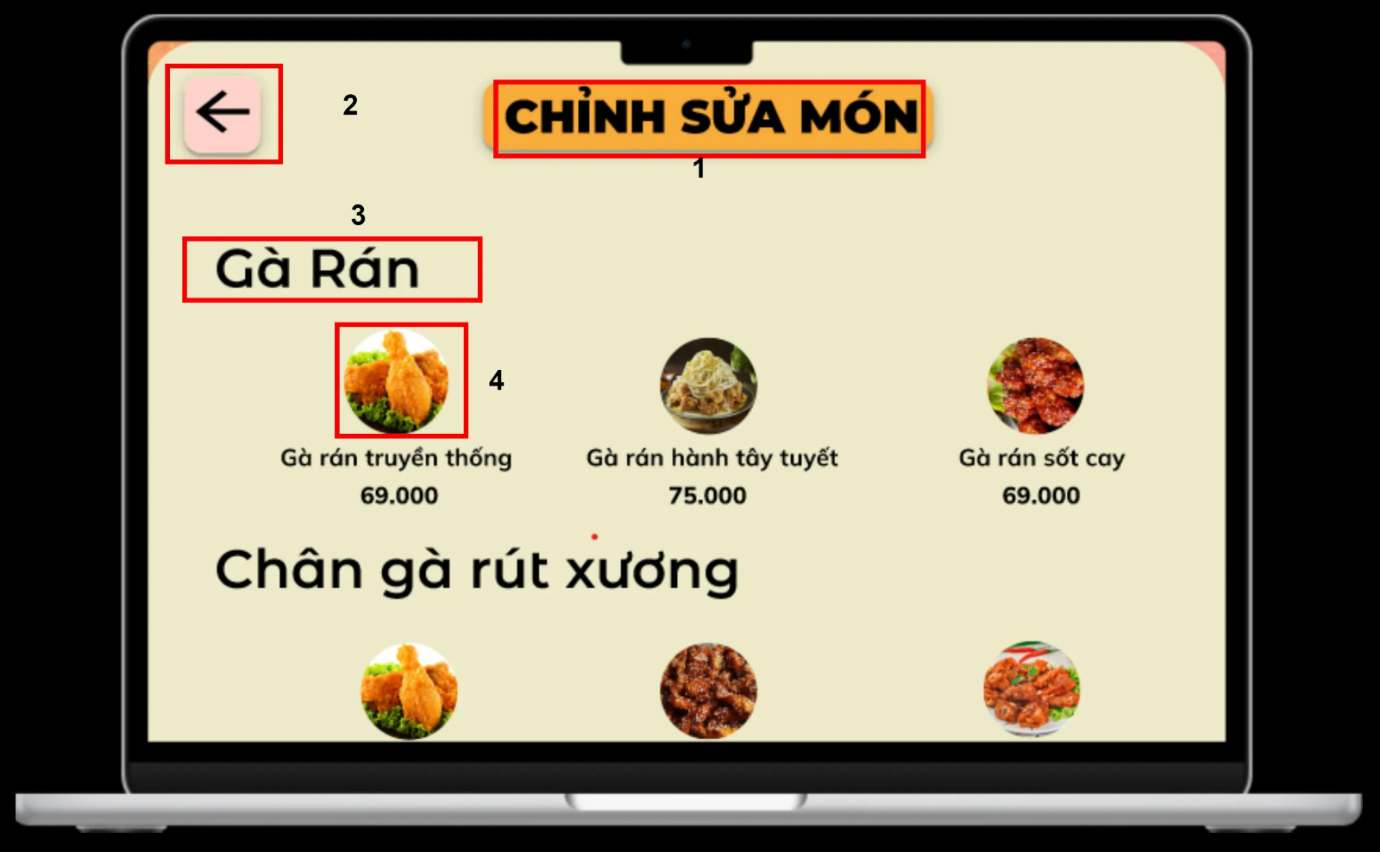 2
CHỈNH SỬA MÓN
1
3
Gà Rán
4
Gà rán truyền thống
Gà rán hành tây tuyết
Gà rán sốt cay
69.000
75.000
69.000
Chân gà rút xương